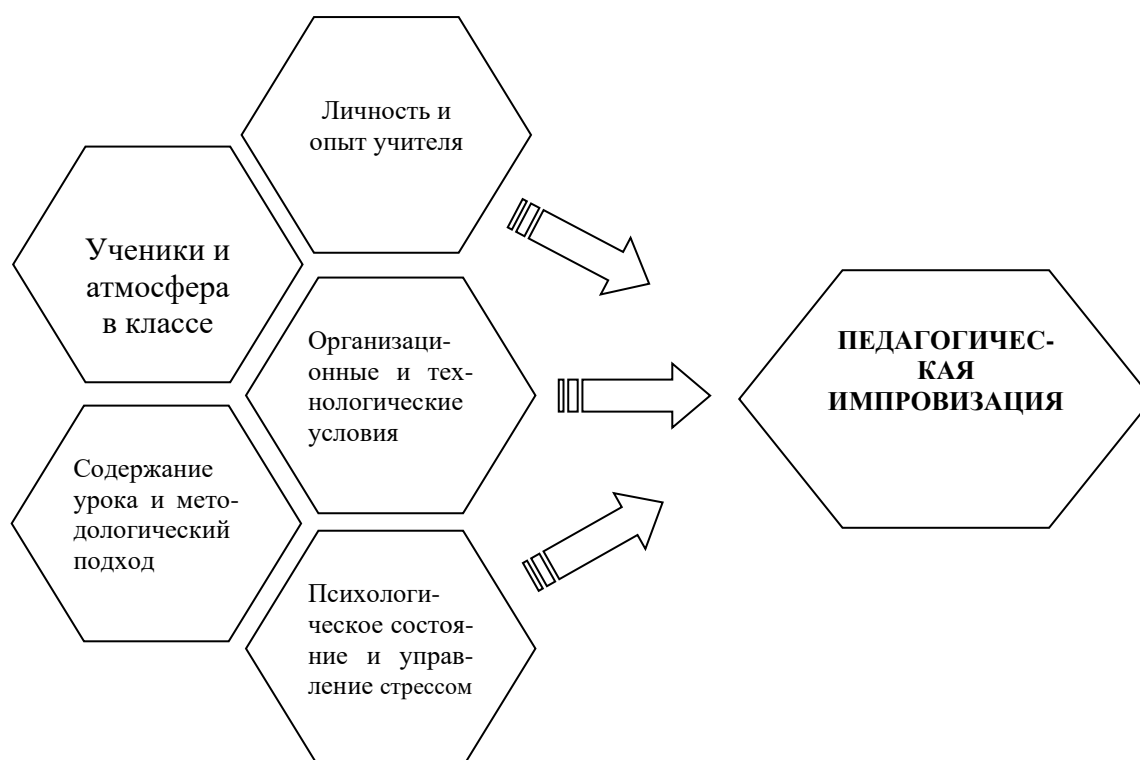 Личность и
опыт учителя
Ученики и
атмосфера
в классе
Организаци-
онные и тех-
нологические
условия
Содержание
урока и мето-
дологический
подход
Психологи-
ческое состоя-
ние и управ-
ление стрессом
ПЕДАГОГИЧЕС-
КАЯ
ИМПРОВИЗАЦИЯ